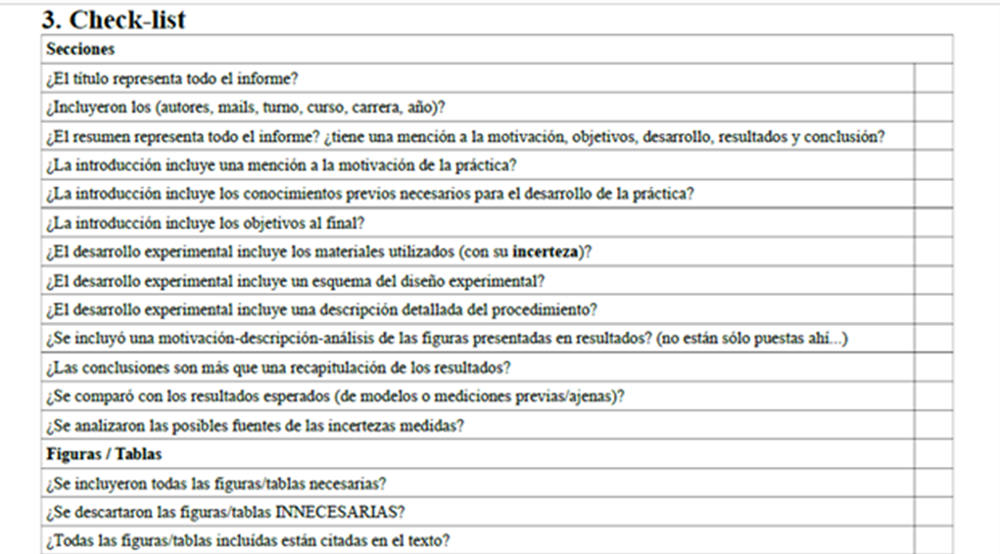 3. Check-list
Secciones
¿El título representa todo el informe?
¿Incluyeron los (autores, mails, turno, curso, carrera, año)?
¿El resumen representa todo el informe? ¿tiene una mención a la motivación, objetivos, desarrollo, resultados y conclusión?
¿La introducción incluye una mención a la motivación de la práctica?
¿La introducción incluye los conocimientos previos necesarios para el desarrollo de la práctica?
¿La introducción incluye los objetivos al final?
¿El desarrollo experimental incluye los materiales utilizados (con su incerteza)?
¿El desarrollo experimental incluye un esquema del diseño experimental?
¿El desarrollo experimental incluye una descripción detallada del procedimiento?
¿Se incluyó una motivación-descripción-análisis de las figuras presentadas en resultados? (no están sólo puestas ahí...)
¿Las conclusiones son más que una recapitulación de los resultados?
¿Se comparó con los resultados esperados (de modelos o mediciones previas/ajenas)?
¿Se analizaron las posibles fuentes de las incertezas medidas?
Figuras / Tablas
¿Se incluyeron todas las figuras/tablas necesarias?
¿Se descartaron las figuras/tablas INNECESARIAS?
¿Todas las figuras/tablas incluídas están citadas en el texto?